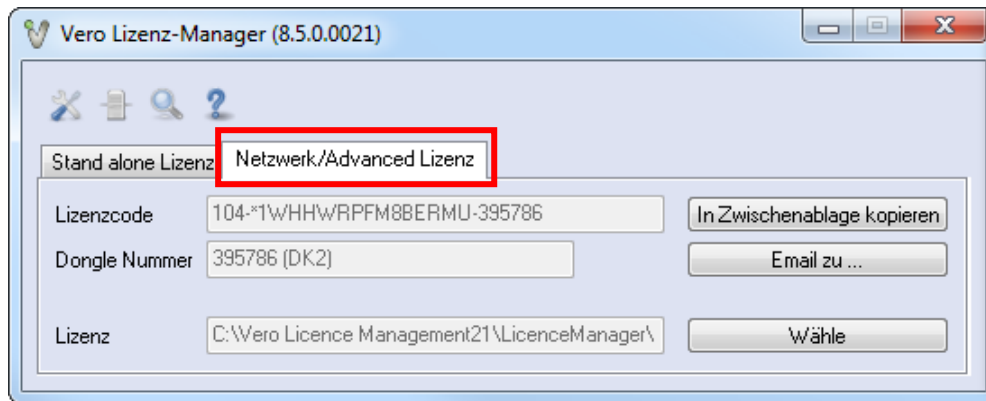 Vero Lizenz-Manager (8.5.0.0021)
Stand alone Lizenz Netzwerk/Advanced Lizenz
Lizenzcode 104-*1WHHWRPFM8BERMU-395786 In Zwischenablage kopieren
Dongle Nummer 395786 (DK2) Email zu ...
Lizenz C:\Vero Licence Management21\LicenceManager\ Wähle